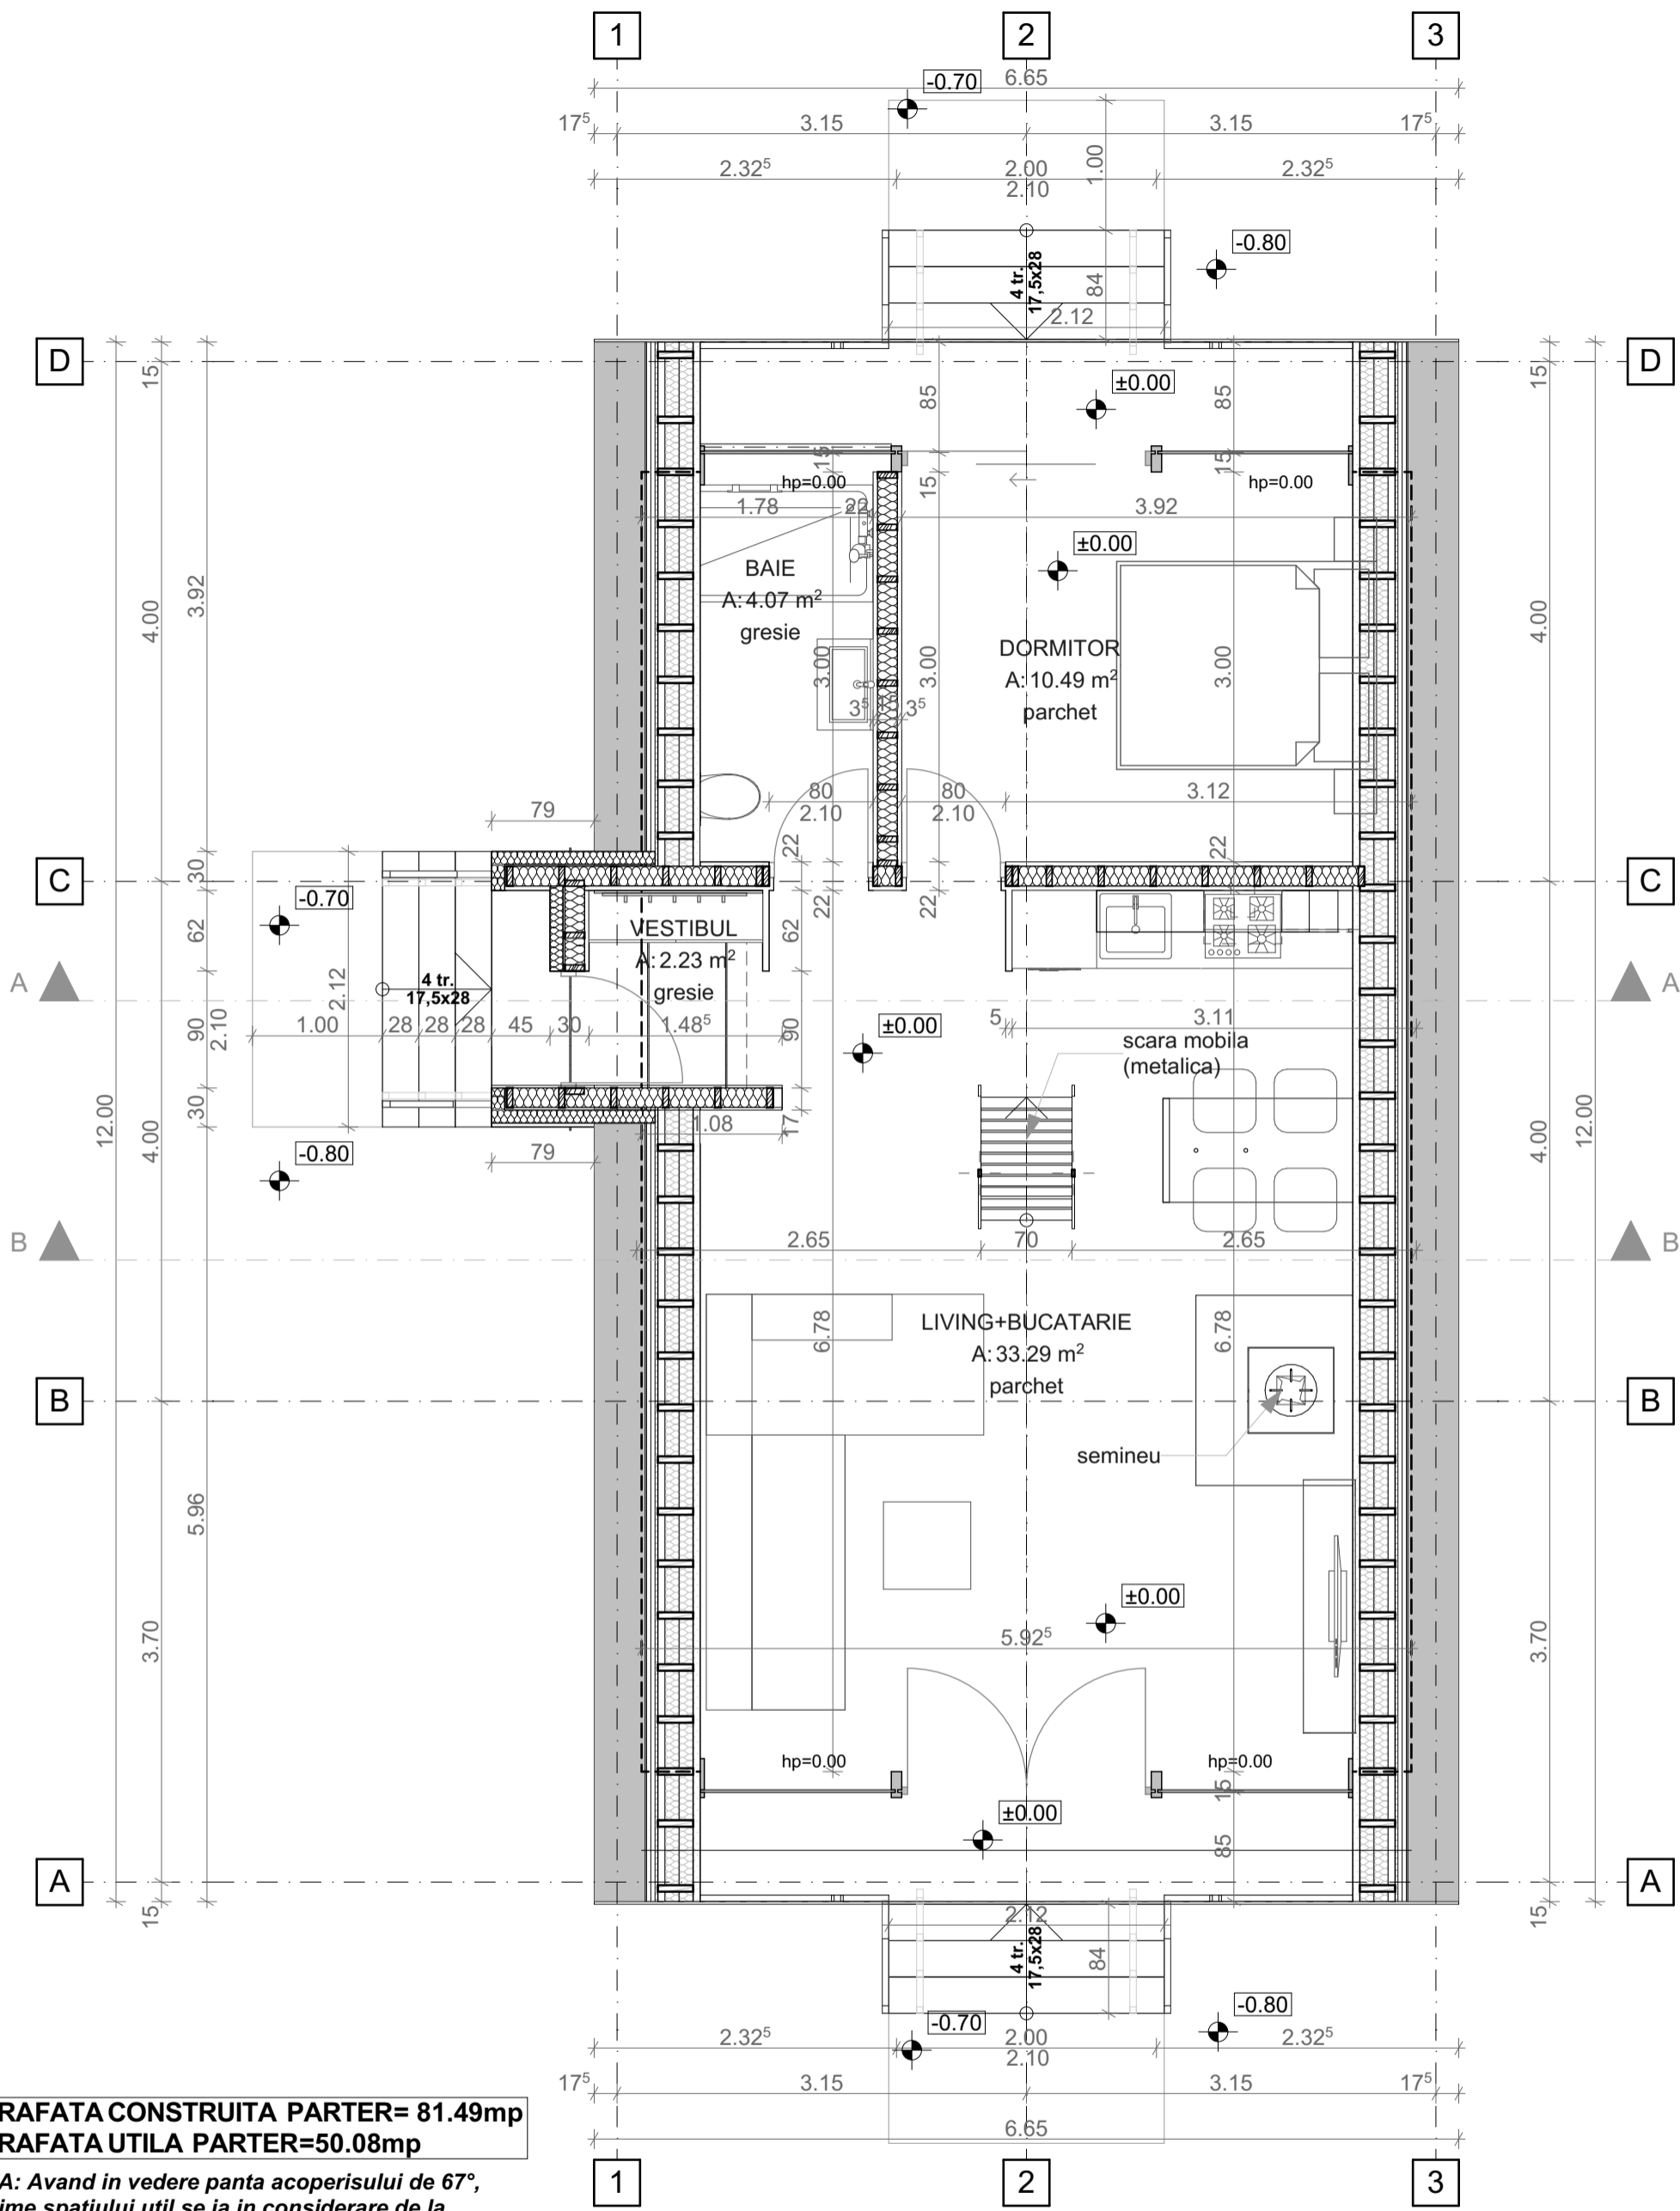 1 2 3
-0.70 6.65
17⁵ 3.15 3.15 17⁵
1.00
2.32⁵ 2.00 2.32⁵
2.10
-0.80
4 tr.
17,5x28
84
2.12
D D
15 15
±0.00
85 85
15 15 15
hp=0.00 hp=0.00
1.78 22 3.92
±0.00
BAIE
A: 4.07 m²
gresie
3.92
4.00 4.00
DORMITOR
A: 10.49 m²
parchet
3.00 3.00 3.00
3⁵ 15 3⁵
80 80 3.12
2.10 2.10
79
22 22
30
C C
22 22
-0.70
62 62
VESTIBUL
A: 2.23 m²
gresie
A A
4 tr.
17,5x28
2.12
1.00 28 28 28 45 30 1.48⁵ 90
90
2.10
±0.00
5 3.11
scara mobila
(metalica)
12.00 12.00
30
1.08 17
4.00 4.00
-0.80
79
B B
2.65 70 2.65
6.78 6.78
LIVING+BUCATARIE
A: 33.29 m²
parchet
B B
semineu
5.96
±0.00
3.70 3.70
5.92⁵
hp=0.00 hp=0.00
15
±0.00
85
A A
15 15
2.12
4 tr.
17,5x28
84
-0.80
-0.70
2.32⁵ 2.00 2.32⁵
2.10
17⁵ 3.15 3.15 17⁵
6.65
RAFATA CONSTRUITA PARTER= 81.49mp
RAFATA UTILA PARTER=50.08mp
A: Avand in vedere panta acoperisului de 67°,
ime spatiului util se ia in considerare de la
1 2 3